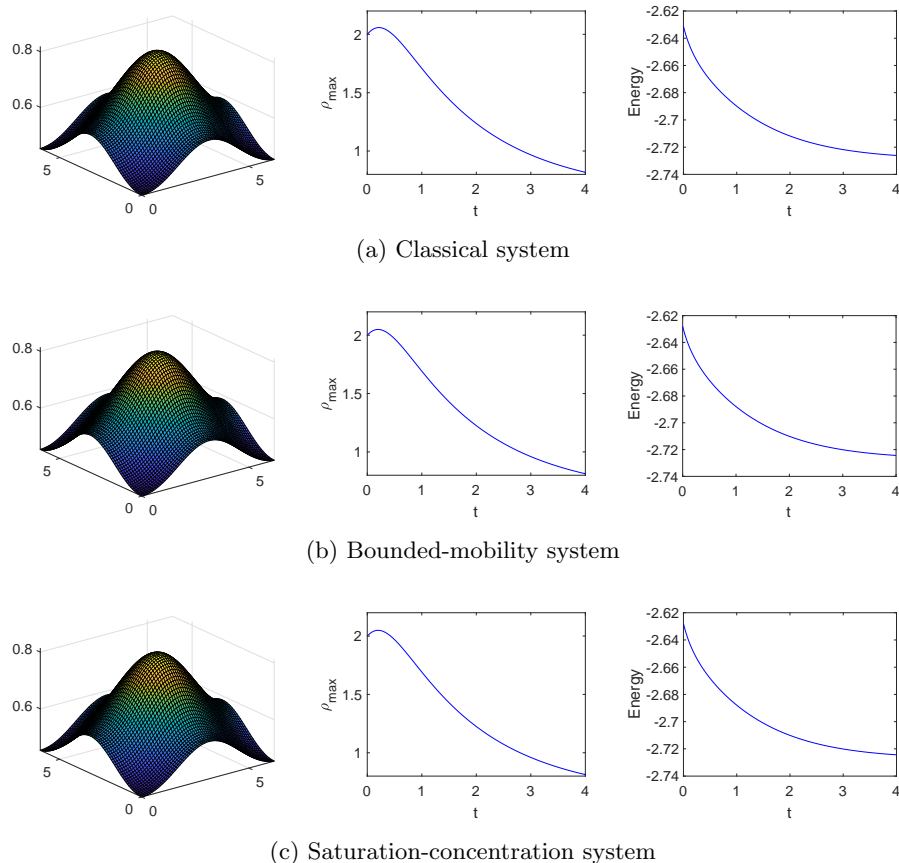 0.8
0.6
5
0
0
5
2
1.5
1
ρmax
0 1 2 3 4
t
-2.62
-2.64
-2.66
-2.68
-2.7
-2.72
-2.74
Energy
0 1 2 3 4
t
(a) Classical system
0.8
0.6
5
0
0
5
2
1.5
1
ρmax
0 1 2 3 4
t
-2.62
-2.64
-2.66
-2.68
-2.7
-2.72
-2.74
Energy
0 1 2 3 4
t
(b) Bounded-mobility system
0.8
0.6
5
0
0
5
2
1.5
1
ρmax
0 1 2 3 4
t
-2.62
-2.64
-2.66
-2.68
-2.7
-2.72
-2.74
Energy
0 1 2 3 4
t
(c) Saturation-concentration system